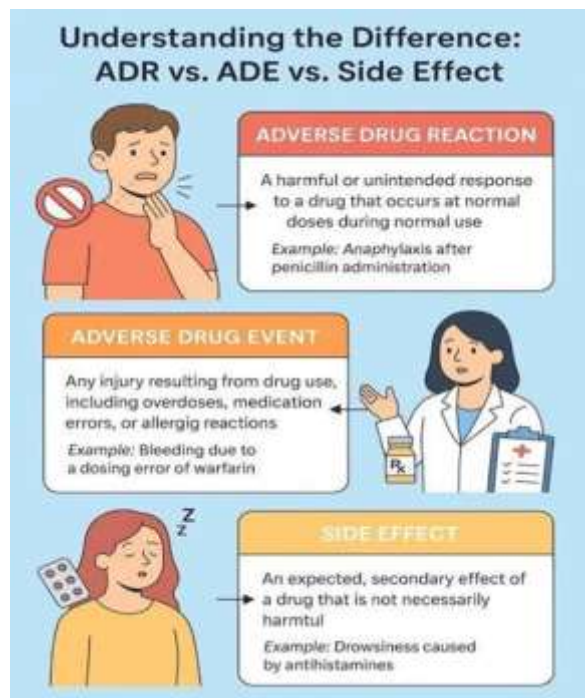 Understanding the Difference:
ADR vs. ADE vs. Side Effect
ADVERSE DRUG REACTION
A harmful or unintended response
to a drug that occurs at normal
doses during normal use
Example: Anaphylaxis after
penicillin administration
ADVERSE DRUG EVENT
Any injury resulting from drug use,
including overdoses, medication
errors, or allergig reactions
Example: Bleeding due to
a dosing error of warfarin
Rx
z
z
SIDE EFFECT
An expected, secondary effect of
a drug that is not necessarily
harmtul
Example: Drowsiness caused
by antihistamines